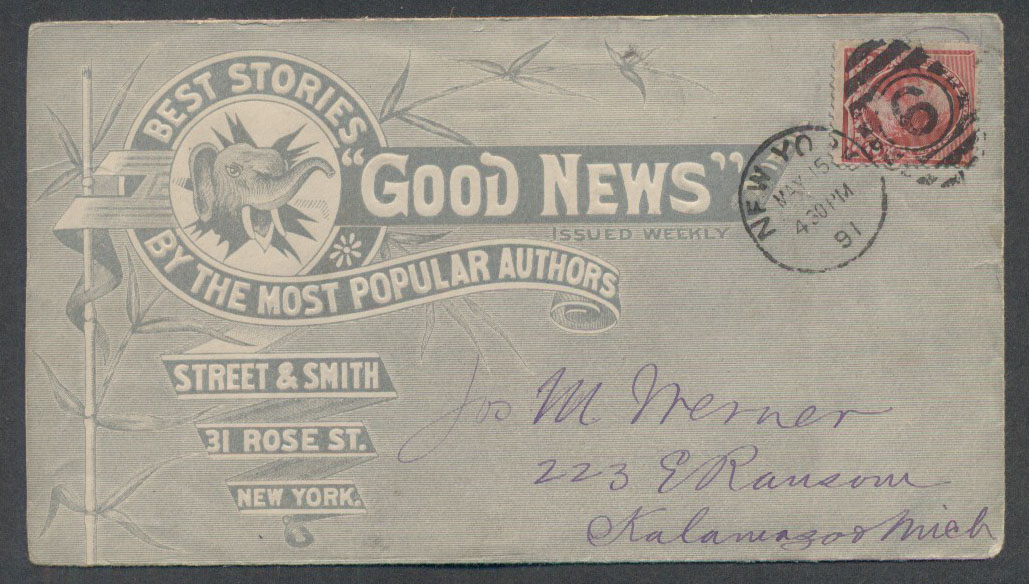 BEST STORIES
BY THE MOST POPULAR AUTHORS
"GOOD NEWS"
ISSUED WEEKLY
STREET & SMITH
31 ROSE ST.
NEW YORK.
NEW YOR
MAY 15
430 PM
91
6
Jos M Werner
223 E Ransom
Kalamazoo Mich